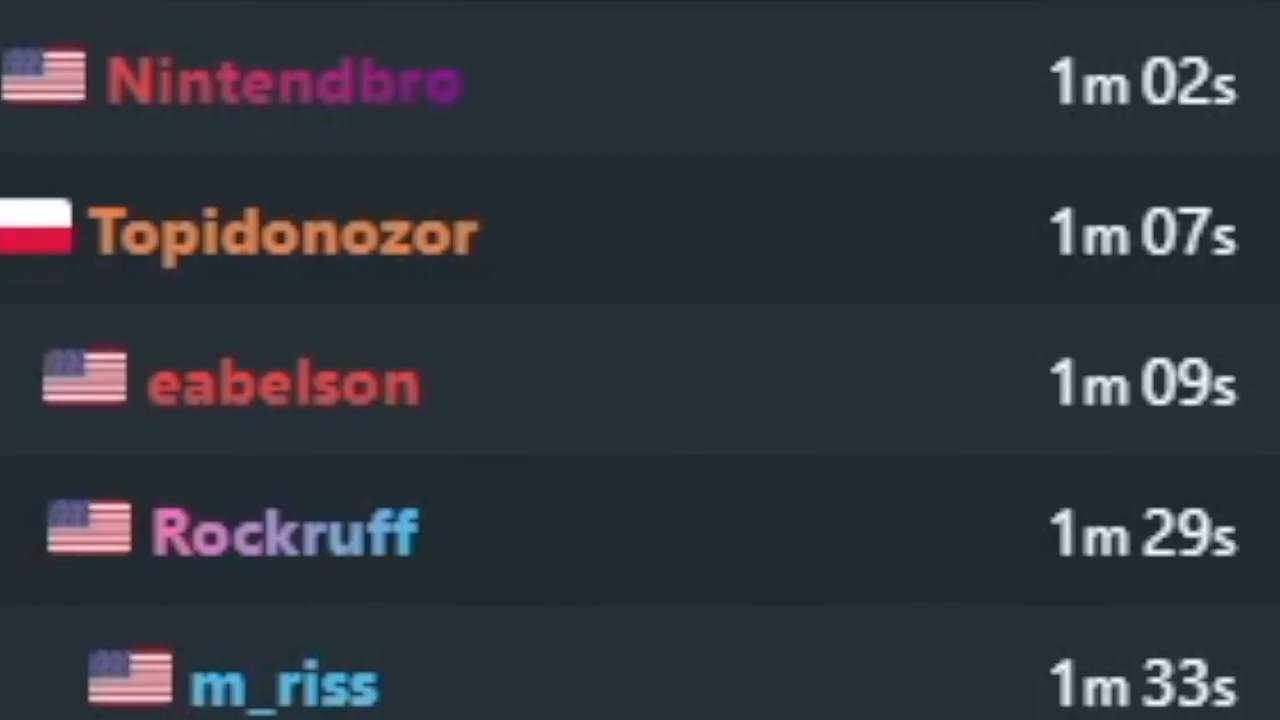 Nintendbro 1m 02s
Topidonozor 1m 07s
eabelson 1m 09s
Rockruff 1m 29s
m_riss 1m 33s